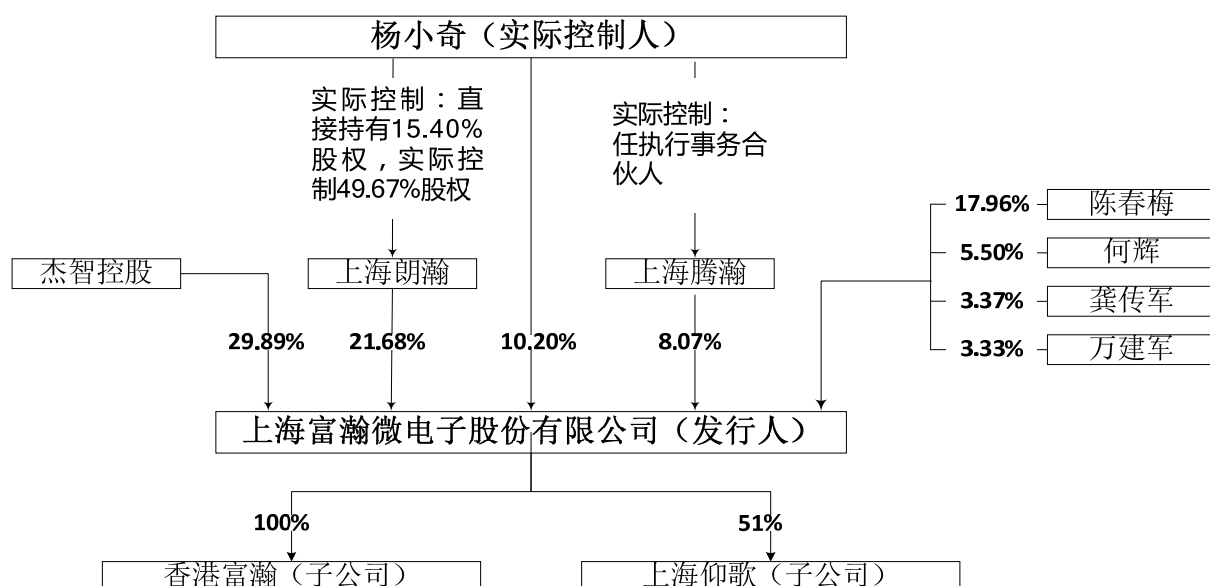 杨小奇（实际控制人）
实际控制：直
接持有15.40%
股权，实际控
制49.67%股权
实际控制：
任执行事务合
伙人
17.96%
陈春梅
5.50%
何辉
3.37%
龚传军
3.33%
万建军
杰智控股
上海朗瀚
上海腾瀚
29.89%
21.68%
10.20%
8.07%
上海富瀚微电子股份有限公司（发行人）
100%
51%
香港富瀚（子公司）
上海仰歌（子公司）